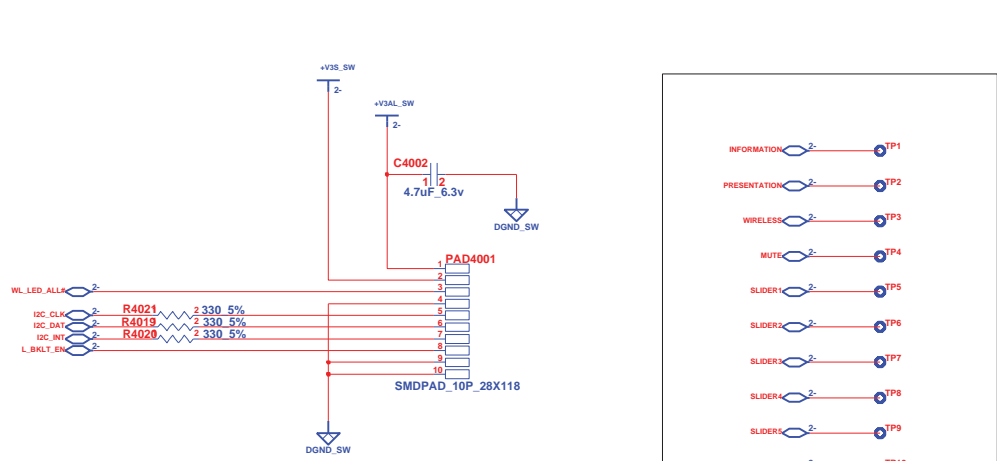 +V3S_SW
2-
+V3AL_SW
2-
C4002
1 2
4.7uF_6.3v
DGND_SW
PAD4001
1
2
WL_LED_ALL# 2- 3
4
I2C_CLK 2- R4021 2 330_5% 5
I2C_DAT 2- R4019 2 330_5% 6
I2C_INT 2- R4020 2 330_5% 7
L_BKLT_EN 2- 8
9
10
SMDPAD_10P_28X118
DGND_SW
INFORMATION 2- TP1
PRESENTATION 2- TP2
WIRELESS 2- TP3
MUTE 2- TP4
SLIDER1 2- TP5
SLIDER2 2- TP6
SLIDER3 2- TP7
SLIDER4 2- TP8
SLIDER5 2- TP9
2-